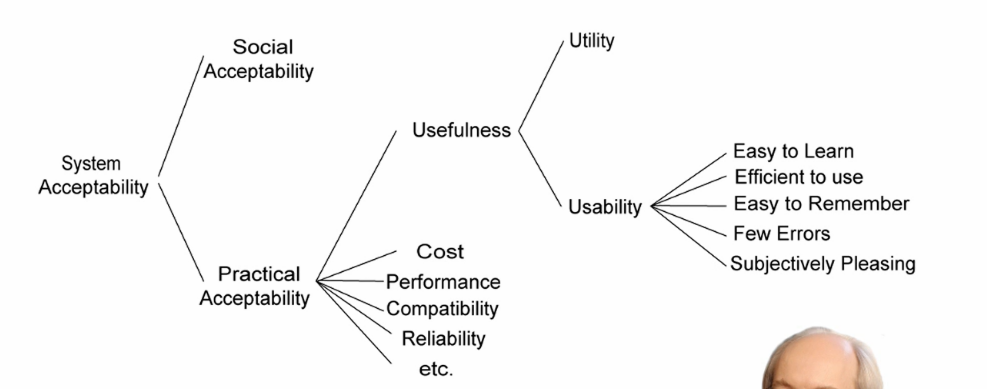 Social
Acceptability
System
Acceptability
Practical
Acceptability
Usefulness
Cost
Performance
Compatibility
Reliability
etc.
Utility
Usability
Easy to Learn
Efficient to use
Easy to Remember
Few Errors
Subjectively Pleasing